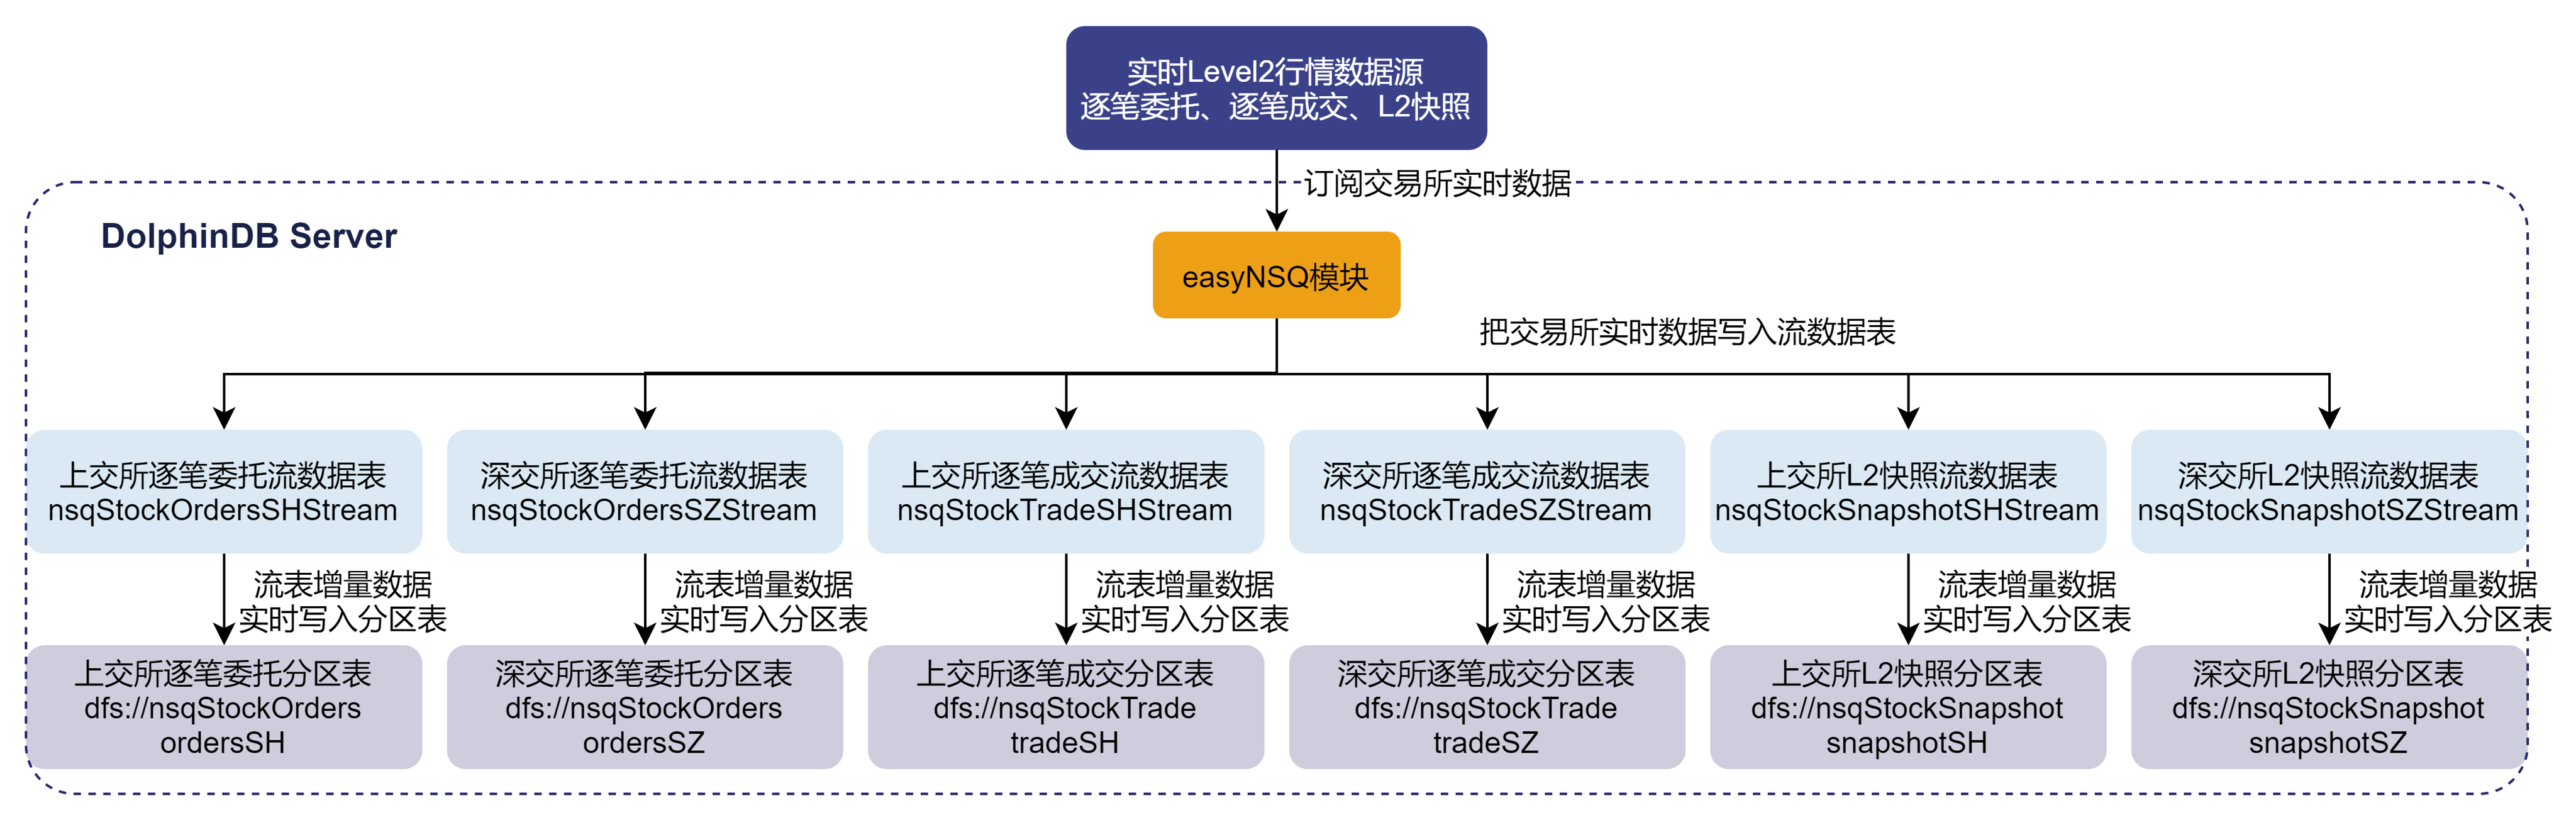 实时Level2行情数据源
逐笔委托、逐笔成交、L2快照
订阅交易所实时数据
DolphinDB Server
easyNSQ模块
把交易所实时数据写入流数据表
上交所逐笔委托流数据表
nsqStockOrdersSHStream
深交所逐笔委托流数据表
nsqStockOrdersSZStream
上交所逐笔成交流数据表
nsqStockTradeSHStream
深交所逐笔成交流数据表
nsqStockTradeSZStream
上交所L2快照流数据表
nsqStockSnapshotSHStream
深交所L2快照流数据表
nsqStockSnapshotSZStream
流表增量数据
实时写入分区表
流表增量数据
实时写入分区表
流表增量数据
实时写入分区表
流表增量数据
实时写入分区表
流表增量数据
实时写入分区表
流表增量数据
实时写入分区表
上交所逐笔委托分区表
dfs://nsqStockOrders
ordersSH
深交所逐笔委托分区表
dfs://nsqStockOrders
ordersSZ
上交所逐笔成交分区表
dfs://nsqStockTrade
tradeSH
深交所逐笔成交分区表
dfs://nsqStockTrade
tradeSZ
上交所L2快照分区表
dfs://nsqStockSnapshot
snapshotSH
深交所L2快照分区表
dfs://nsqStockSnapshot
snapshotSZ